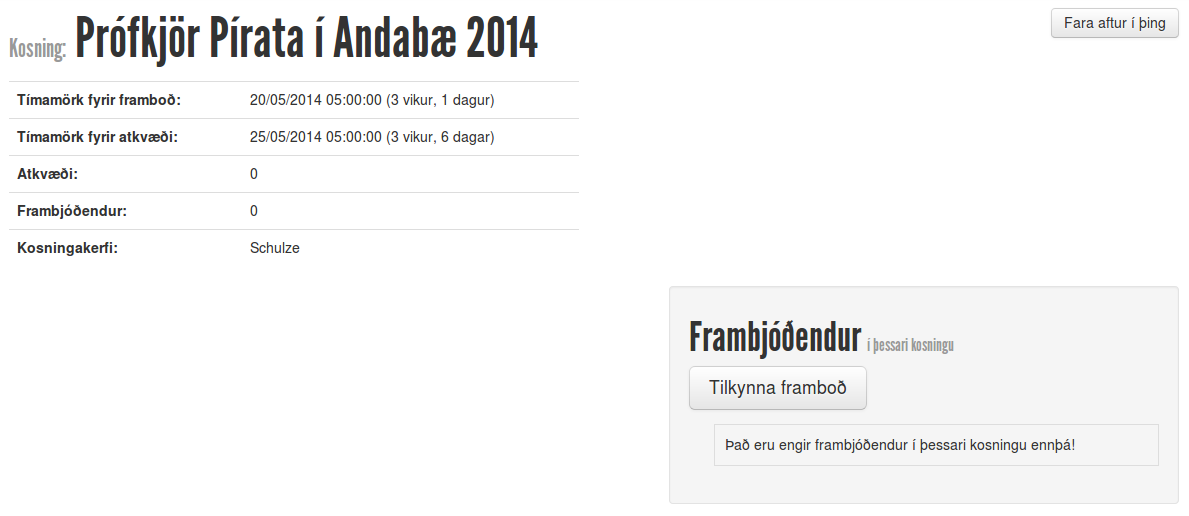 Kosning: Prófkjör Pírata í Andabæ 2014
Fara aftur í þing
Tímamörk fyrir framboð: 20/05/2014 05:00:00 (3 vikur, 1 dagur)
Tímamörk fyrir atkvæði: 25/05/2014 05:00:00 (3 vikur, 6 dagar)
Atkvæði: 0
Frambjóðendur: 0
Kosningakerfi: Schulze
Frambjóðendur í þessari kosningu
Tilkynna framboð
Það eru engir frambjóðendur í þessari kosningu ennþá!